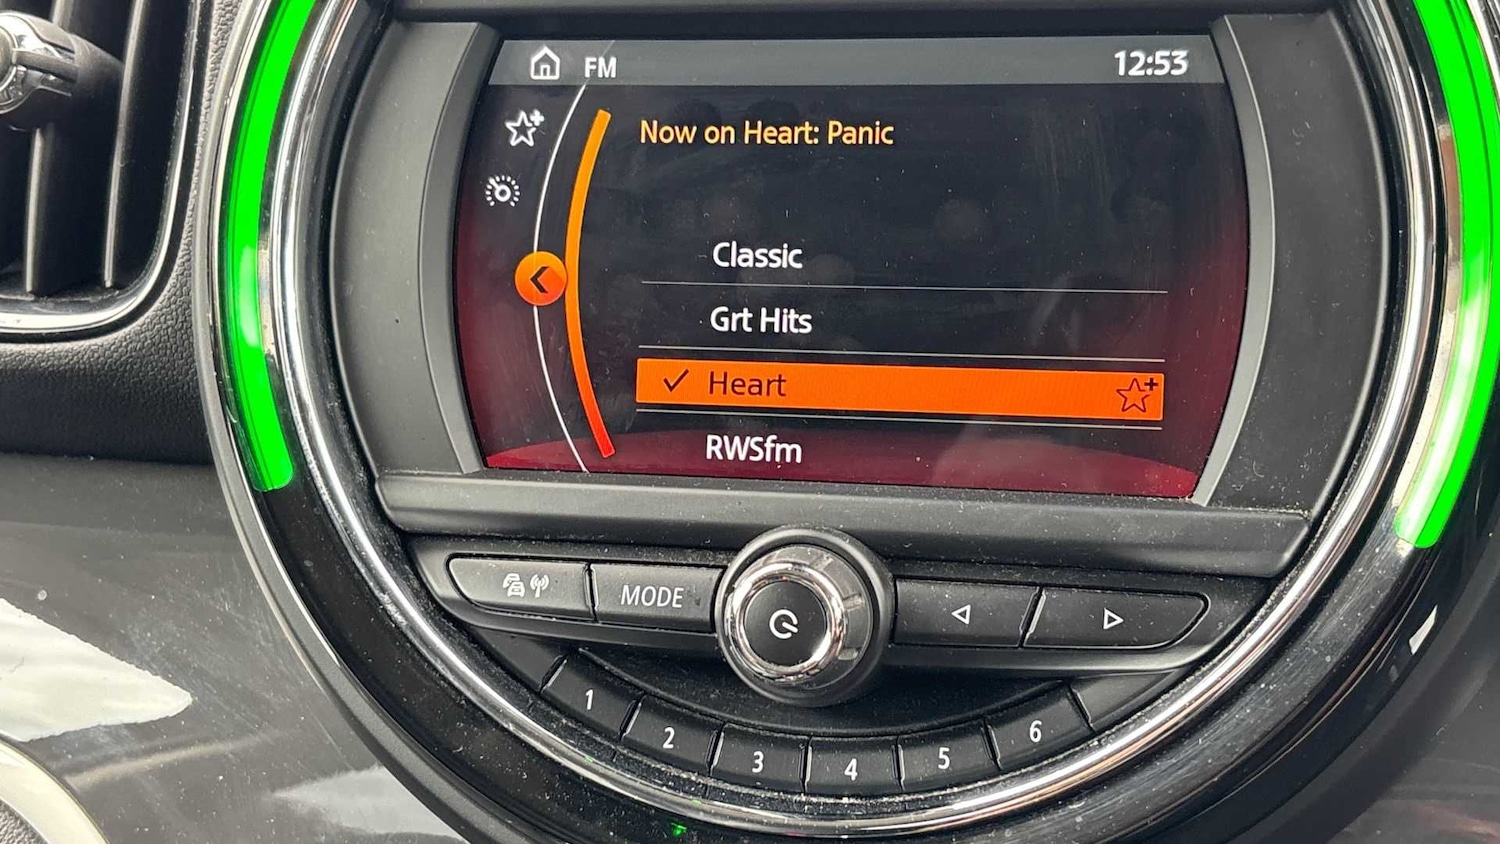 FM 12:53
Now on Heart: Panic
Classic
Grt Hits
Heart
RWSfm
MODE
1 2 3 4 5 6